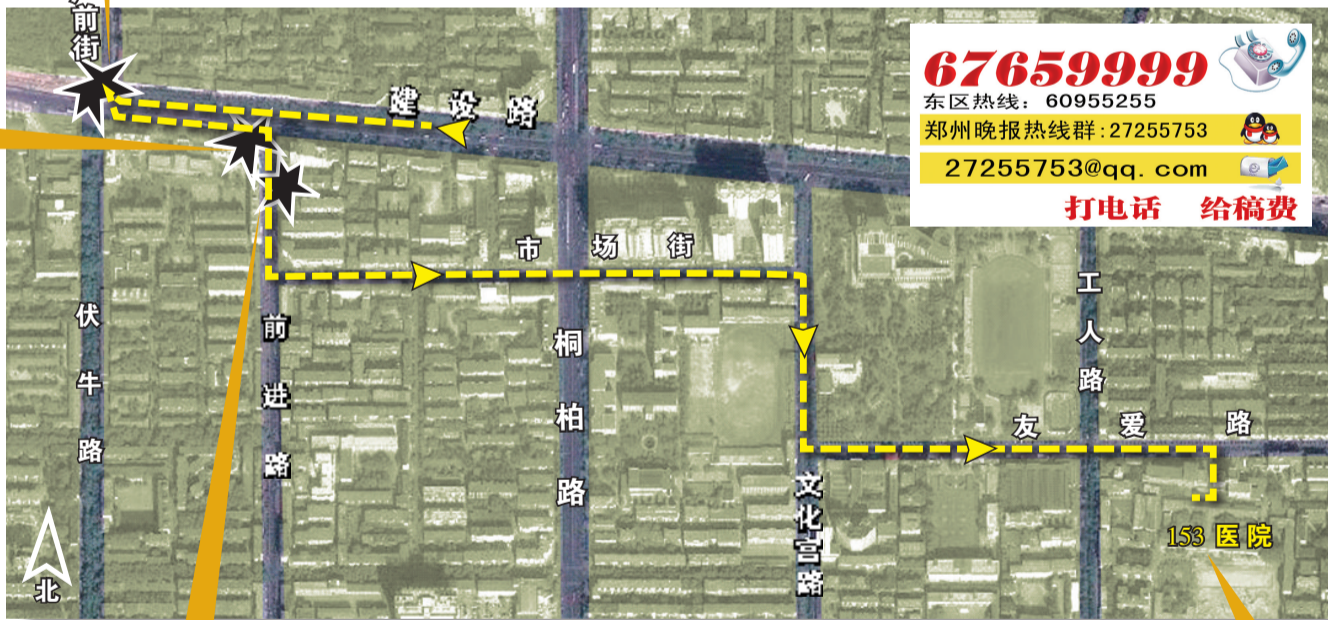 前街
67659999
东区热线：60955255
郑州晚报热线群：27255753
27255753@qq.com
打电话 给稿费
建设路
市场街
伏牛路
前进路
桐柏路
文化宫路
工人路
友爱路
153 医院
北